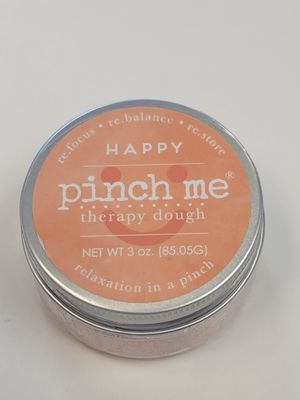 re.focus • re.balance • re.store
HAPPY
pinch me®
therapy dough
NET WT 3 oz. (85.05G)
relaxation in a pinch